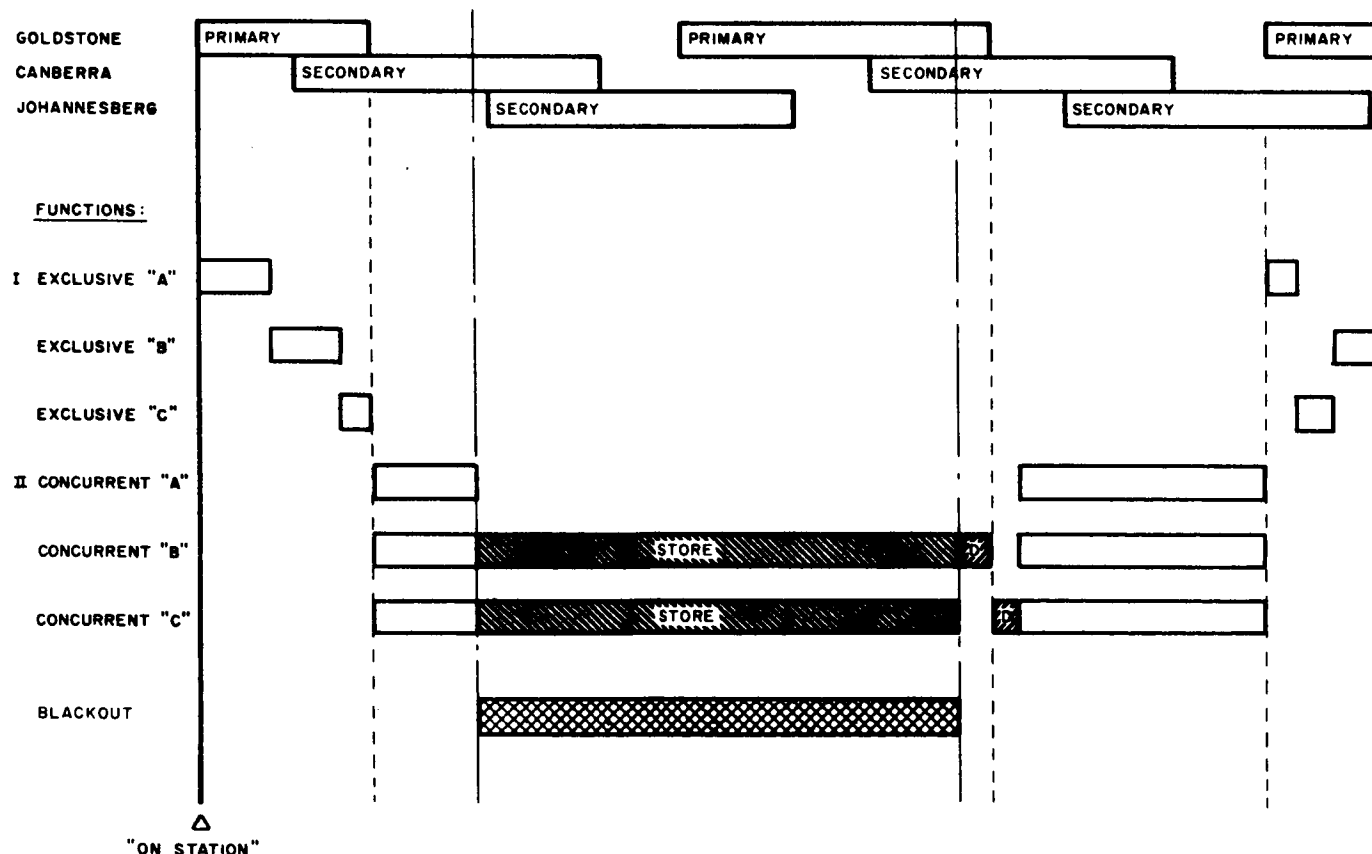 GOLDSTONE PRIMARY PRIMARY PRIMARY
CANBERRA SECONDARY SECONDARY
JOHANNESBERG SECONDARY SECONDARY
FUNCTIONS:
I EXCLUSIVE "A"
EXCLUSIVE "B"
EXCLUSIVE "C"
II CONCURRENT "A"
CONCURRENT "B" STORE D
CONCURRENT "C" STORE D
BLACKOUT
"ON STATION"